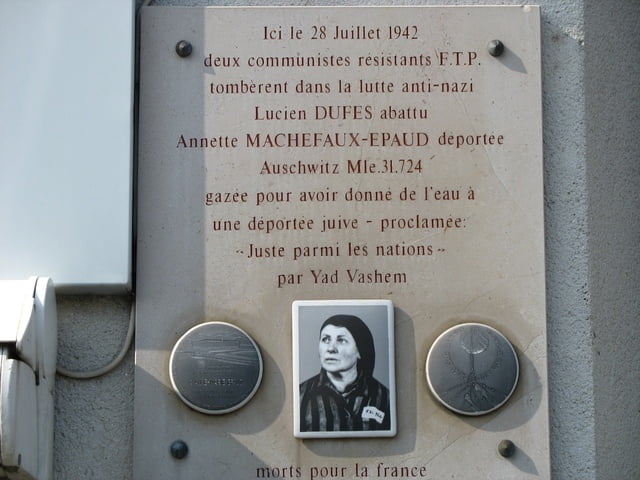 Ici le 28 Juillet 1942
deux communistes résistants F.T.P.
tombèrent dans la lutte anti-nazi
Lucien DUFES abattu
Annette MACHEFAUX-EPAUD déportée
Auschwitz Mle.31.724
gazée pour avoir donné de l'eau à
une déportée juive - proclamée:
"Juste parmi les nations"
par Yad Vashem
morts pour la france